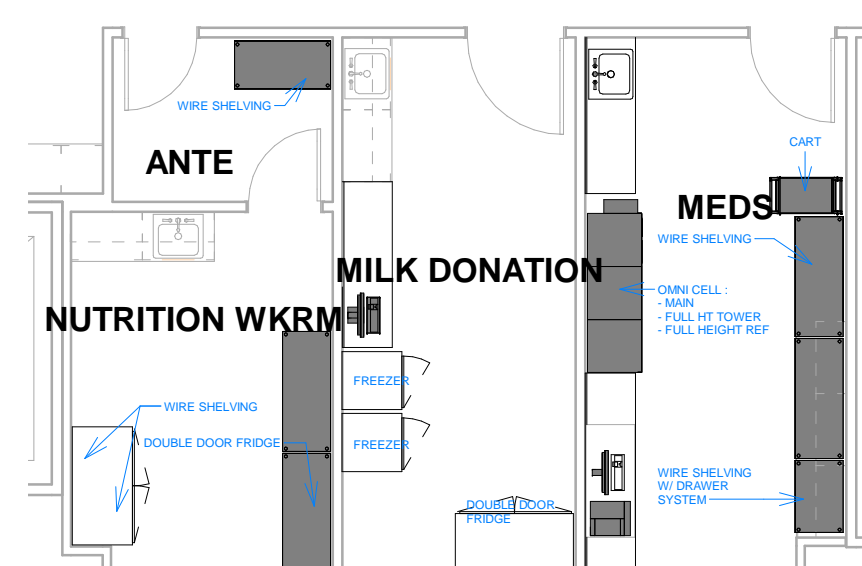 WIRE SHELVING
ANTE
CART
MEDS
WIRE SHELVING
MILK DONATION
OMNI CELL :
- MAIN
- FULL HT TOWER
- FULL HEIGHT REF
NUTRITION WKRM
FREEZER
WIRE SHELVING
DOUBLE DOOR FRIDGE
FREEZER
WIRE SHELVING
W/ DRAWER
SYSTEM
DOUBLE DOOR
FRIDGE